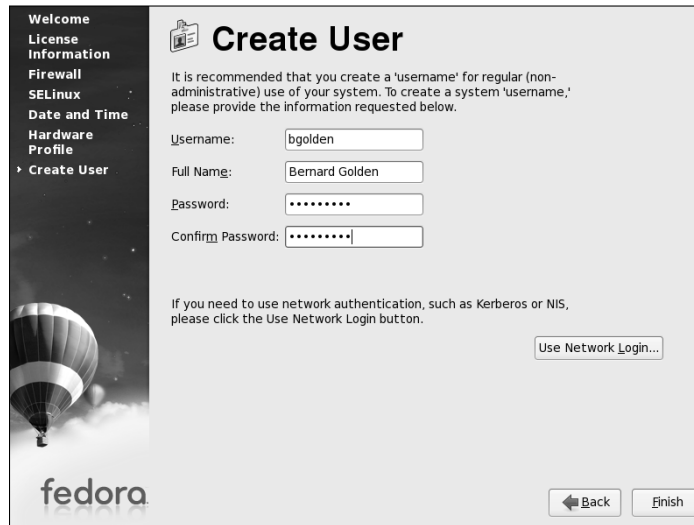 Welcome
License
Information
Firewall
SELinux
Date and Time
Hardware
Profile
Create User
fedora
Create User
It is recommended that you create a 'username' for regular (non-
administrative) use of your system. To create a system 'username,'
please provide the information requested below.
Username: bgolden
Full Name: Bernard Golden
Password: •••••••••
Confirm Password: •••••••••
If you need to use network authentication, such as Kerberos or NIS,
please click the Use Network Login button.
Use Network Login...
Back Finish